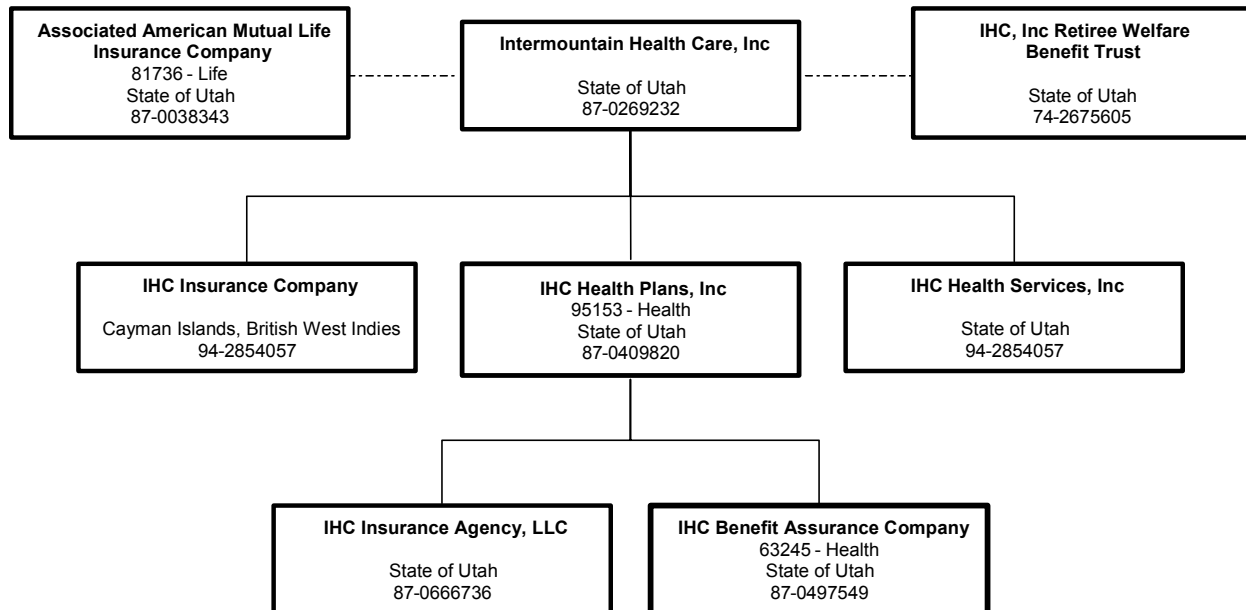 Associated American Mutual Life
Insurance Company
81736 - Life
State of Utah
87-0038343
Intermountain Health Care, Inc
State of Utah
87-0269232
IHC, Inc Retiree Welfare
Benefit Trust
State of Utah
74-2675605
IHC Insurance Company
Cayman Islands, British West Indies
94-2854057
IHC Health Plans, Inc
95153 - Health
State of Utah
87-0409820
IHC Health Services, Inc
State of Utah
94-2854057
IHC Insurance Agency, LLC
State of Utah
87-0666736
IHC Benefit Assurance Company
63245 - Health
State of Utah
87-0497549